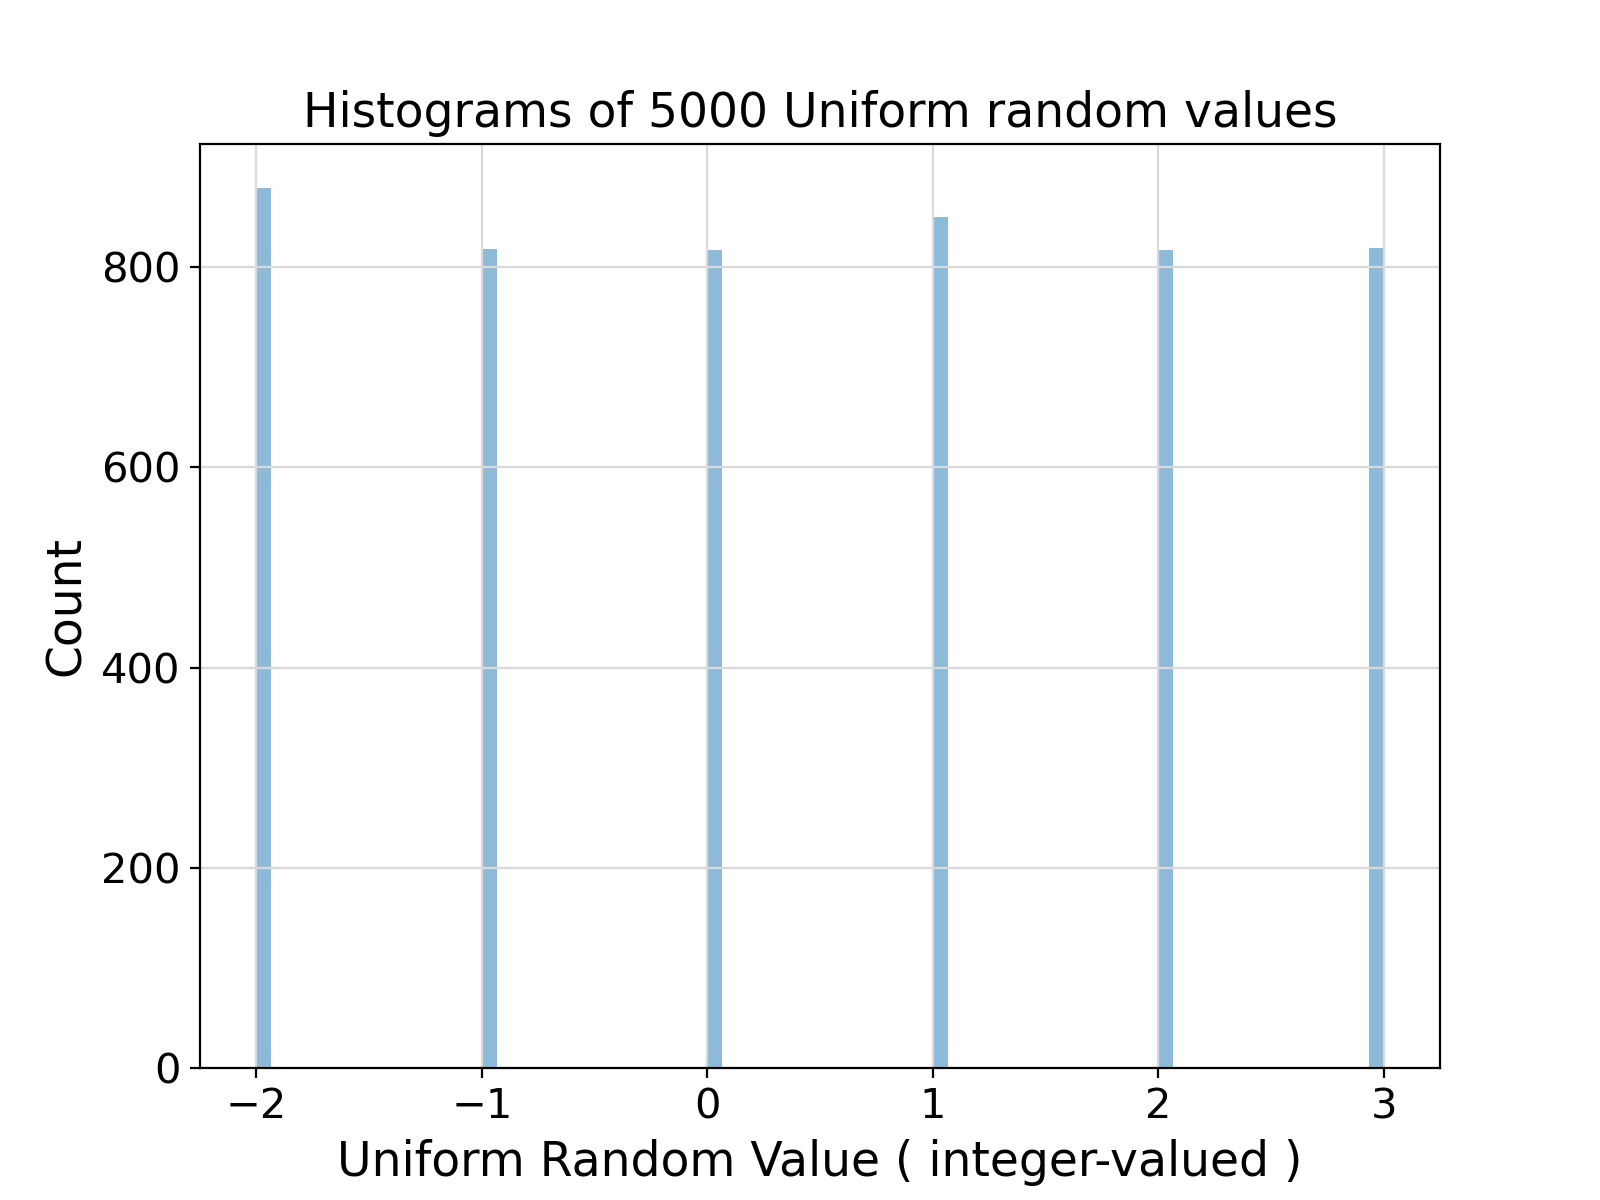 Histograms of 5000 Uniform random values
800
600
400
200
0
Count
−2 −1 0 1 2 3
Uniform Random Value ( integer-valued )